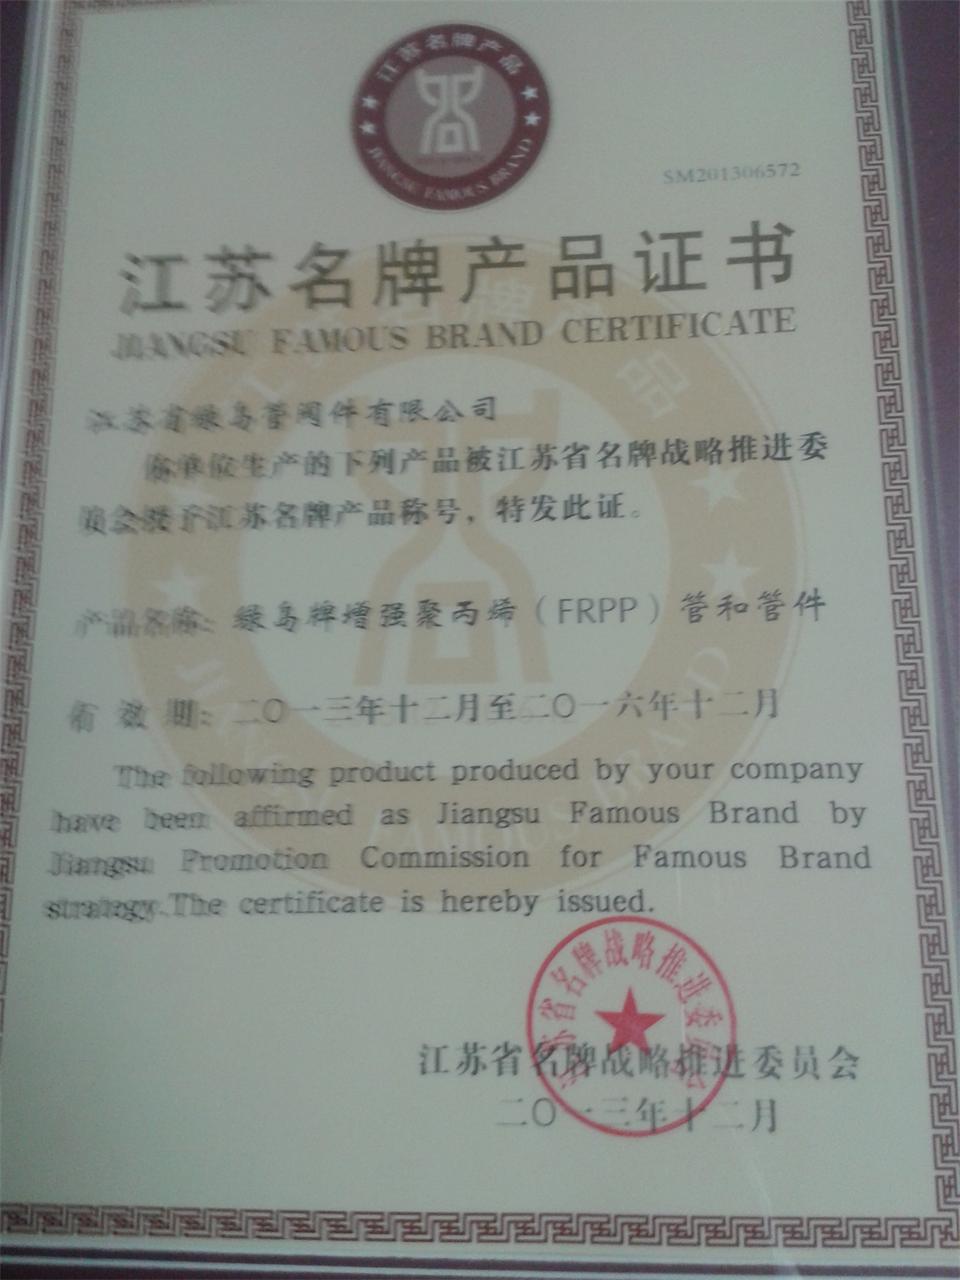 江苏名牌产品
JIANGSU FAMOUS BRAND
SM201306572
江苏名牌产品证书
JIANGSU FAMOUS BRAND CERTIFICATE
江苏省绿岛管阀件有限公司
你单位生产的下列产品被江苏省名牌战略推进委
员会授予江苏名牌产品称号，特发此证。
产品名称：绿岛牌增强聚丙烯（FRPP）管和管件
有效期：二〇一三年十二月至二〇一六年十二月
The following product produced by your company
have been affirmed as Jiangsu Famous Brand by
Jiangsu Promotion Commission for Famous Brand
strategy.The certificate is hereby issued.
江苏省名牌战略推进委员会
江苏省名牌战略推进委员会
二〇一三年十二月